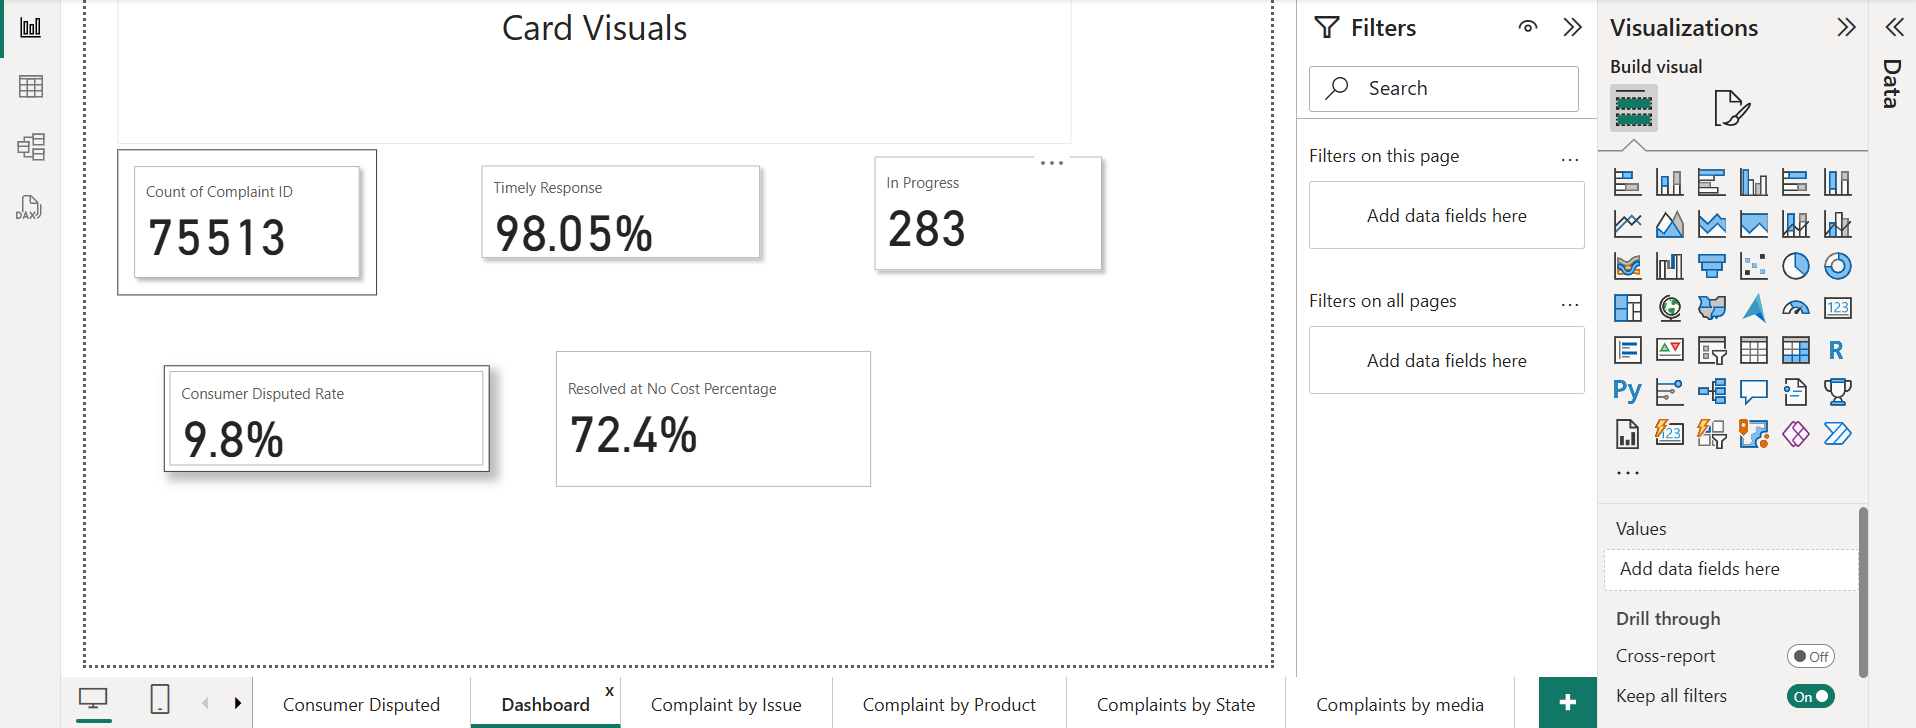 Card Visuals
Count of Complaint ID
75513
Timely Response
98.05%
In Progress
283
Consumer Disputed Rate
9.8%
Resolved at No Cost Percentage
72.4%
Filters
Search
Filters on this page
Add data fields here
Filters on all pages
Add data fields here
Visualizations
Build visual
123
R
Py
123
Values
Add data fields here
Drill through
Cross-report
Off
Keep all filters
On
Data
DAX
Consumer Disputed
Dashboard
x
Complaint by Issue
Complaint by Product
Complaints by State
Complaints by media
+